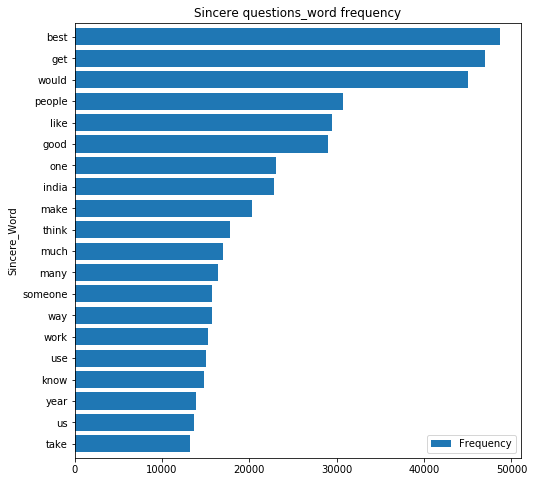 Sincere questions_word frequency
Sincere_Word
best
get
would
people
like
good
one
india
make
think
much
many
someone
way
work
use
know
year
us
take
Frequency
0 10000 20000 30000 40000 50000